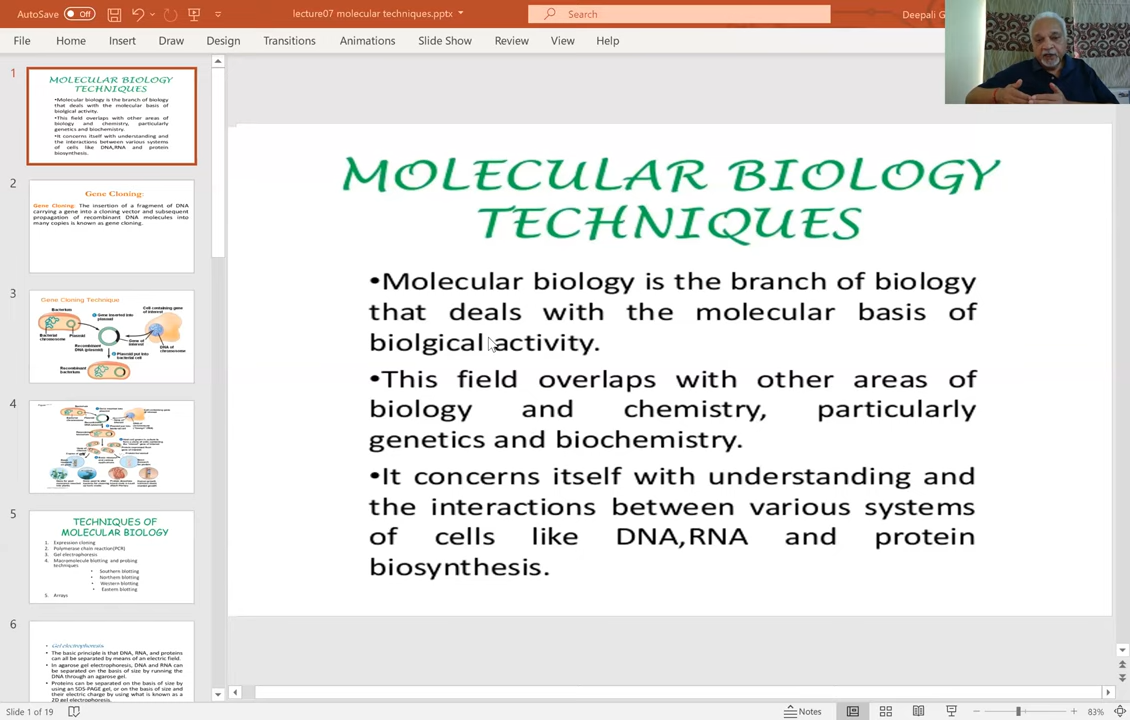 AutoSave Off
lecture07 molecular techniques.pptx
Search
Deepali G
File Home Insert Draw Design Transitions Animations Slide Show Review View Help
1
MOLECULAR BIOLOGY
TECHNIQUES
•Molecular biology is the branch of biology
that deals with the molecular basis of
biolgical activity.
•This field overlaps with other areas of
biology and chemistry, particularly
genetics and biochemistry.
•It concerns itself with understanding and
the interactions between various systems
of cells like DNA,RNA and protein
biosynthesis.
2
Gene Cloning:
Gene Cloning: The insertion of a fragment of DNA
carrying a gene into a cloning vector and subsequent
propagation of recombinant DNA molecules into
many copies is known as gene cloning.
3
Gene Cloning Technique
Bacterium
Gene inserted into
plasmid
Cell containing gene
of interest
Bacterial
chromosome
Plasmid
Recombinant
DNA (plasmid)
Gene of
interest
DNA of
chromosome
Plasmid put into
bacterial cell
Recombinant
bacterium
4
5
TECHNIQUES OF
MOLECULAR BIOLOGY
1. Expression cloning
2. Polymerase chain reaction(PCR)
3. Gel electrophoresis
4. Macromolecule blotting and probing
techniques
• Southern blotting
• Northern blotting
• Western blotting
• Eastern blotting
5. Arrays
6
• Gel electrophoresis
• The basic principle is that DNA, RNA, and proteins
can all be separated by means of an electric field.
• In agarose gel electrophoresis, DNA and RNA can
be separated on the basis of size by running the
DNA through an agarose gel.
• Proteins can be separated on the basis of size by
using an SDS-PAGE gel, or on the basis of size and
their electric charge by using what is known as a
2D gel electrophoresis.
MOLECULAR BIOLOGY
TECHNIQUES
•Molecular biology is the branch of biology
that deals with the molecular basis of
biolgical activity.
•This field overlaps with other areas of
biology and chemistry, particularly
genetics and biochemistry.
•It concerns itself with understanding and
the interactions between various systems
of cells like DNA,RNA and protein
biosynthesis.
Slide 1 of 19
Notes
83%